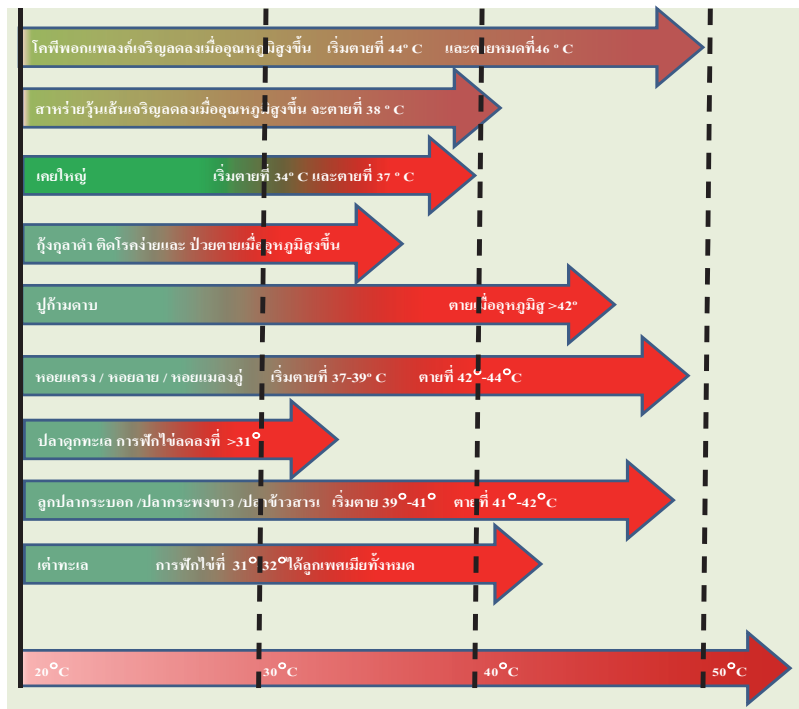 โคพีพอกแพลงค์เจริญลดลงเมื่ออุณหภูมิสูงขึ้น เริ่มตายที่ 44° C และตายหมดที่46 ° C
สาหร่ายวุ้นเส้นเจริญลดลงเมื่ออุณหภูมิสูงขึ้น จะตายที่ 38 ° C
เคยใหญ่ เริ่มตายที่ 34° C และตายที่ 37 ° C
กุ้งกุลาดำ ติดโรคง่ายและ ป่วยตายเมื่ออุหภูมิสูงขึ้น
ปูก้ามดาบ ตายเมื่ออุหภูมิสู >42°
หอยแครง / หอยลาย / หอยแมลงภู่ เริ่มตายที่ 37-39° C ตายที่ 42°-44°C
ปลาดุกทะเล การฟักไข่ลดลงที่ >31°
ลูกปลากระบอก /ปลากระพงขาว /ปลาข้าวสารเ เริ่มตาย 39°-41° ตายที่ 41°-42°C
เต่าทะเล การฟักไข่ที่ 31°-32°ได้ลูกเพศเมียทั้งหมด
20°C 30°C 40°C 50°C